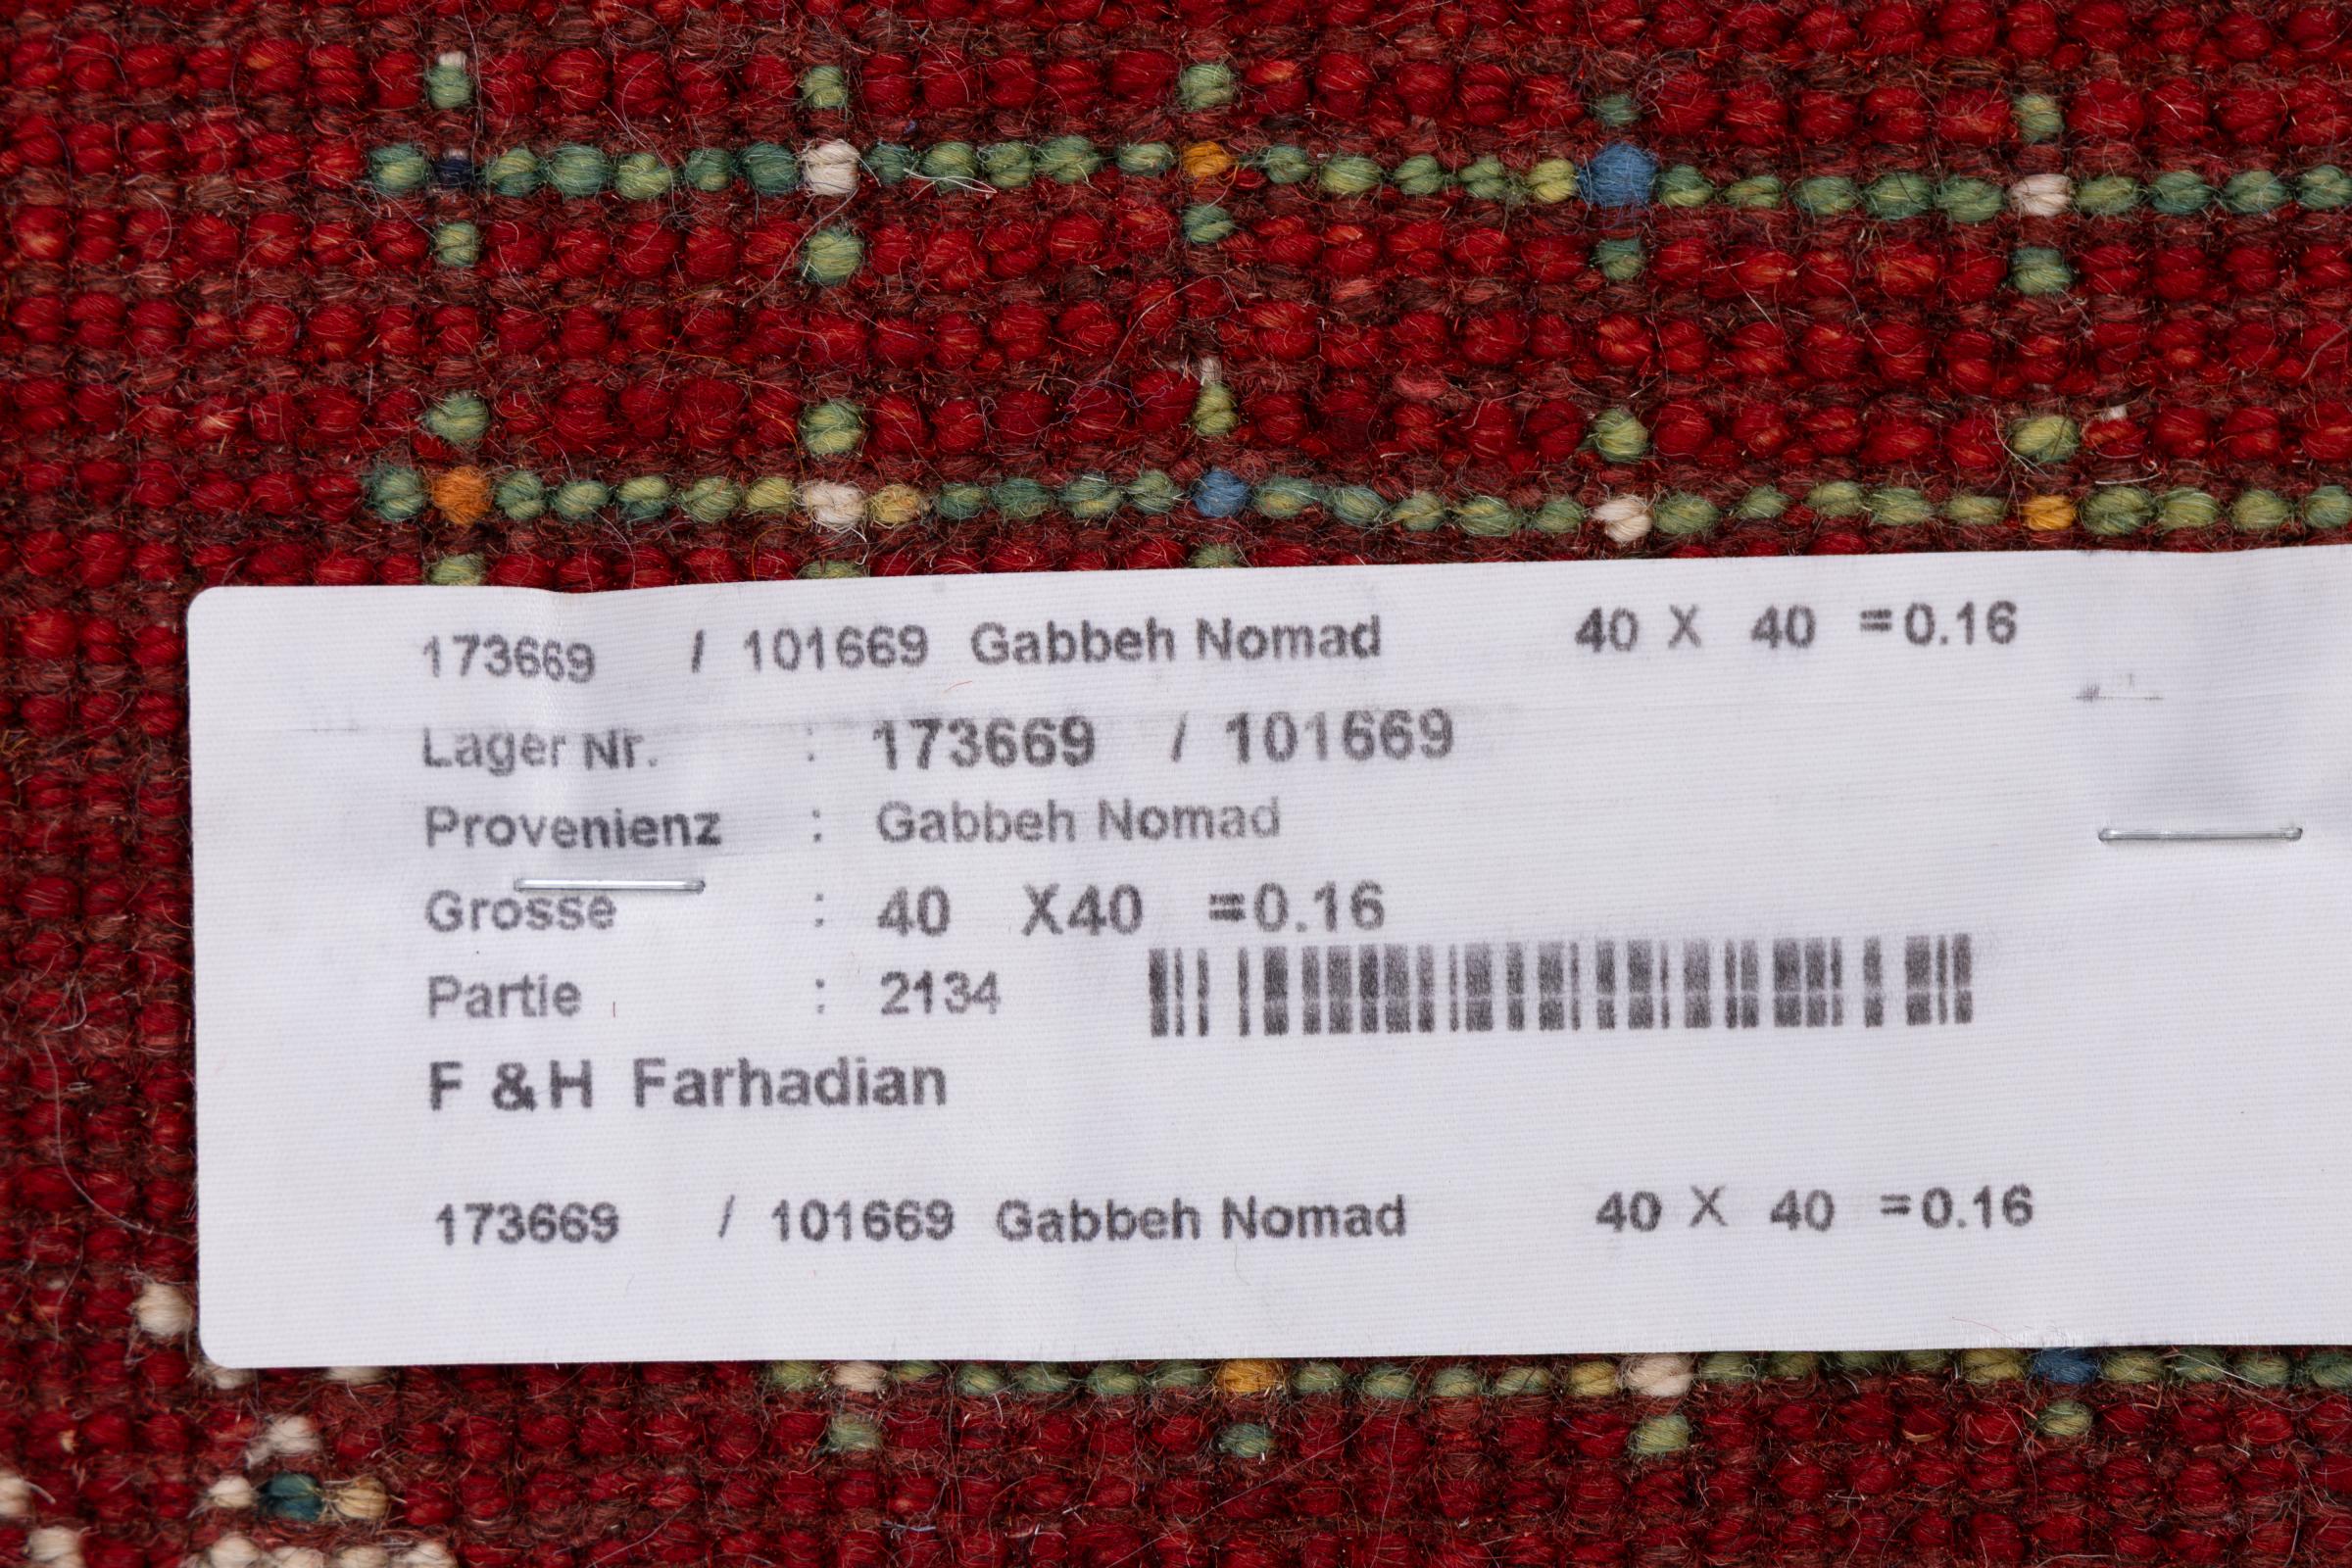 173669 / 101669 Gabbeh Nomad 40 X 40 =0.16
Lager Nr. : 173669 / 101669
Provenienz : Gabbeh Nomad
Grosse : 40 X40 =0.16
Partie : 2134
F &H Farhadian
173669 / 101669 Gabbeh Nomad 40 X 40 =0.16